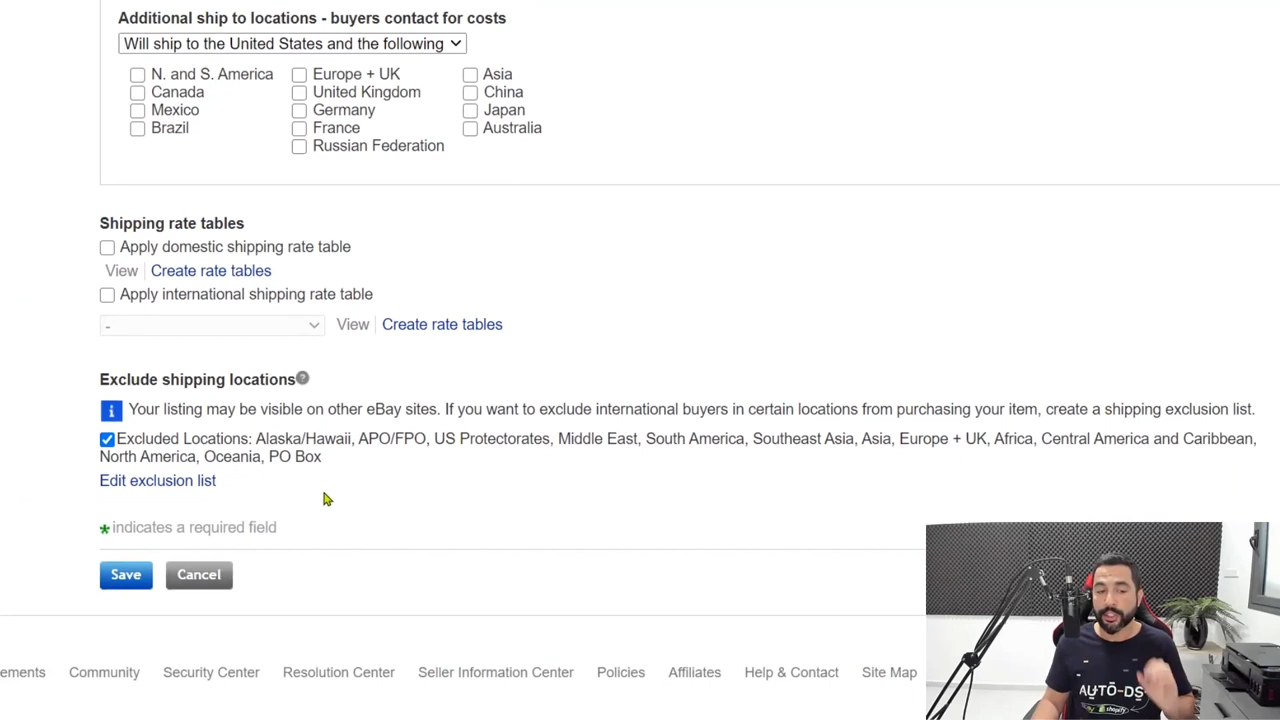 Additional ship to locations - buyers contact for costs
Will ship to the United States and the following
N. and S. America Europe + UK Asia
Canada United Kingdom China
Mexico Germany Japan
Brazil France Australia
Russian Federation
Shipping rate tables
Apply domestic shipping rate table
View Create rate tables
Apply international shipping rate table
- View Create rate tables
Exclude shipping locations ?
i Your listing may be visible on other eBay sites. If you want to exclude international buyers in certain locations from purchasing your item, create a shipping exclusion list.
Excluded Locations: Alaska/Hawaii, APO/FPO, US Protectorates, Middle East, South America, Southeast Asia, Asia, Europe + UK, Africa, Central America and Caribbean,
North America, Oceania, PO Box
Edit exclusion list
* indicates a required field
Save Cancel
ements Community Security Center Resolution Center Seller Information Center Policies Affiliates Help & Contact Site Map
AUTO-DS
shopify